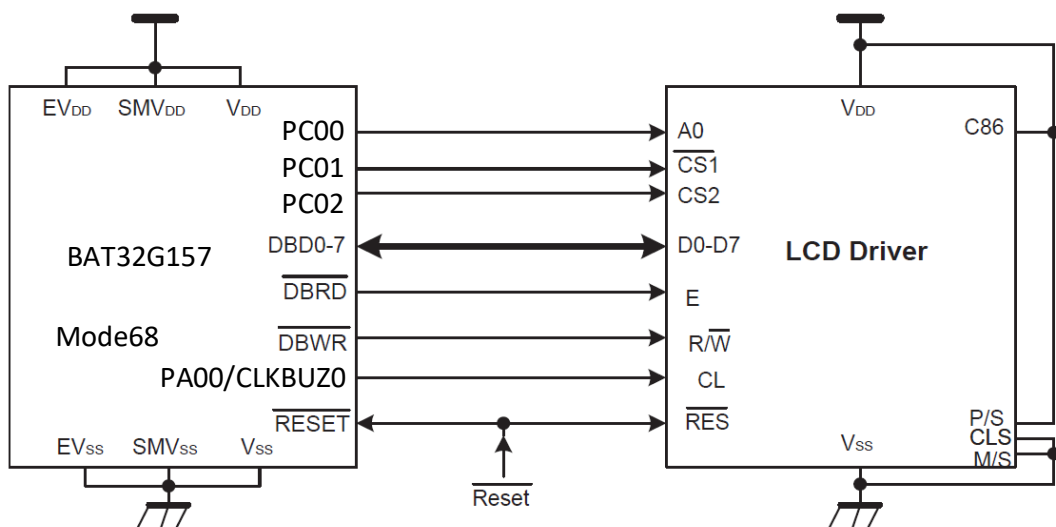 EVDD SMVDD VDD
PC00
PC01
PC02
BAT32G157
DBD0-7
DBRD
Mode68
DBWR
PA00/CLKBUZ0
RESET
EVSS SMVSS VSS
Reset
VDD
C86
A0
CS1
CS2
D0-D7
LCD Driver
E
R/W
CL
RES
P/S
CLS
M/S
VSS